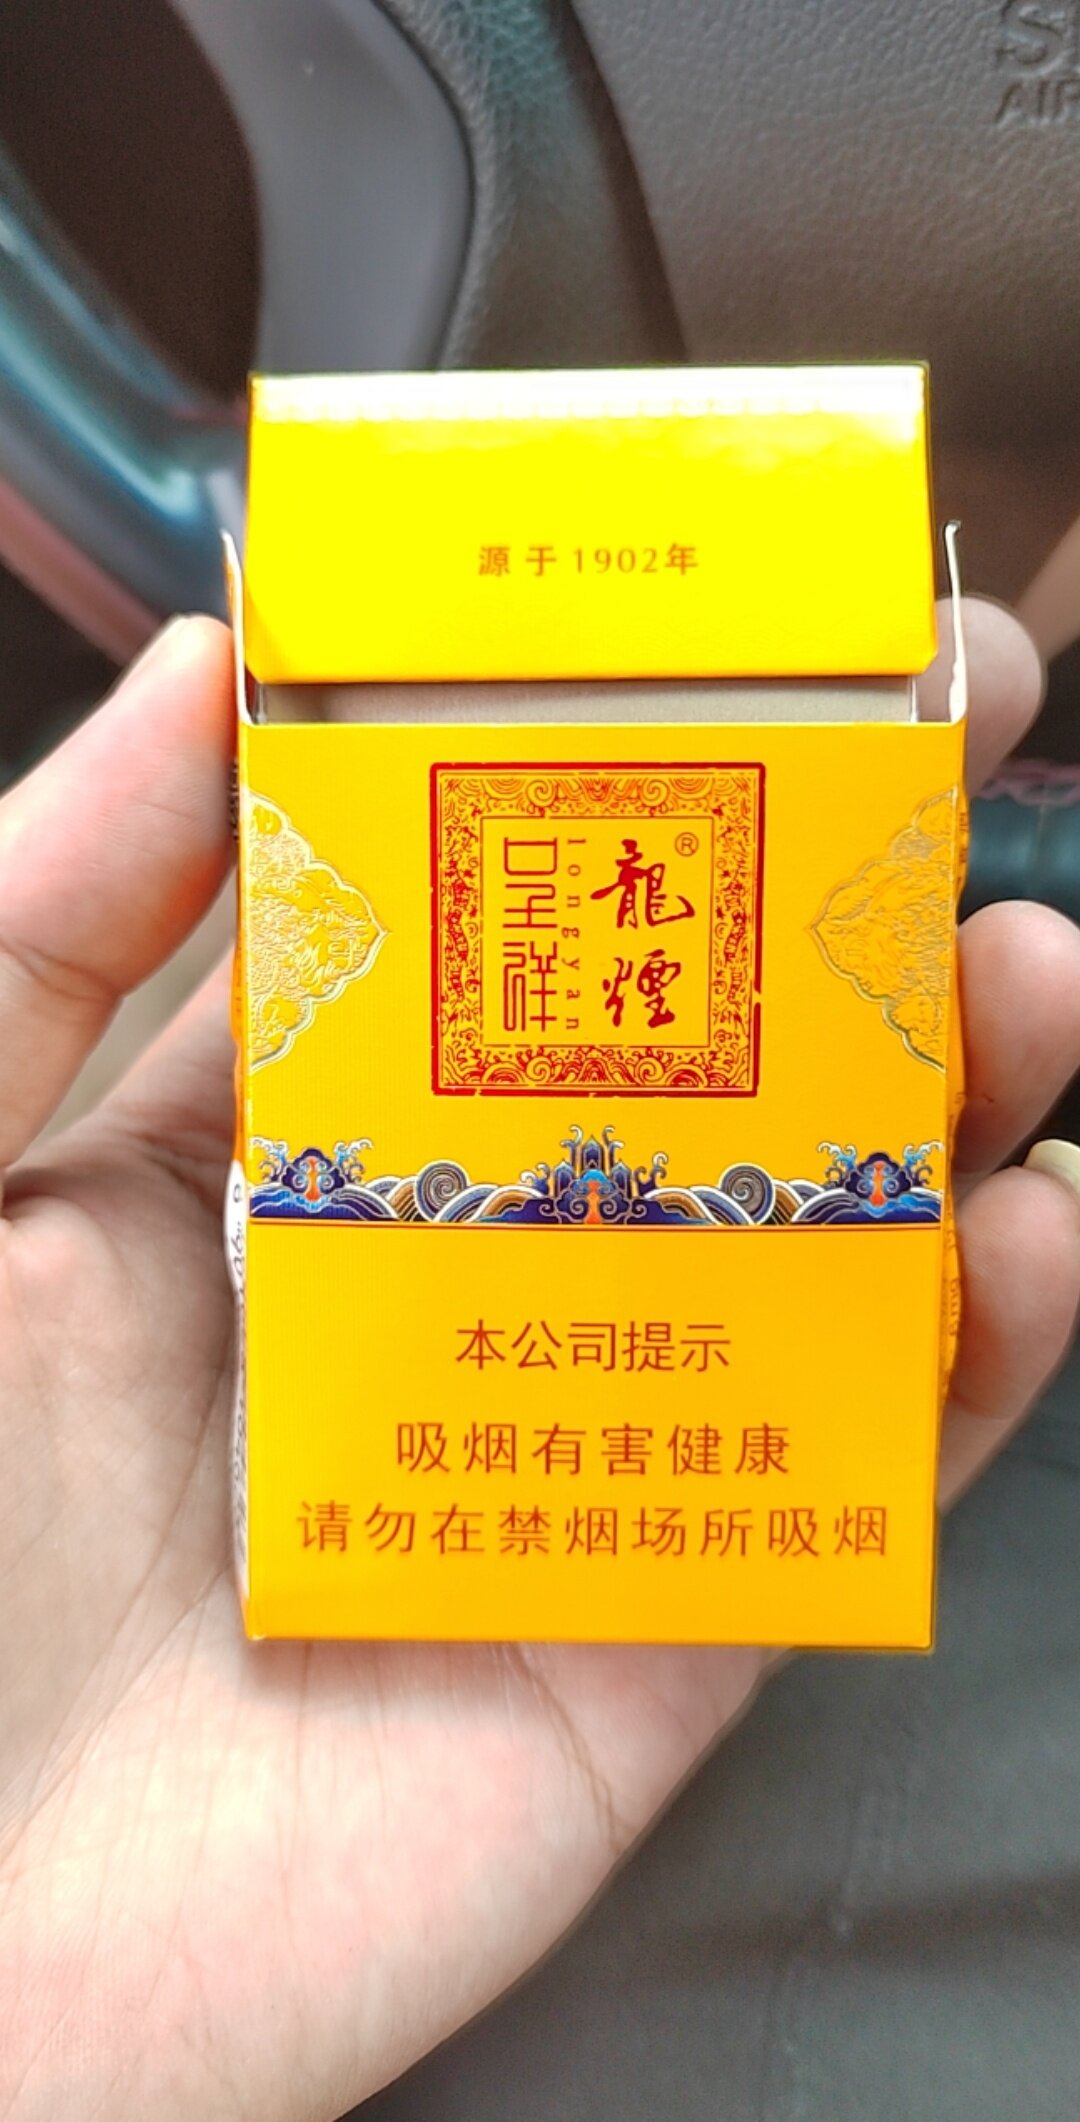 源于1902年
龍煙®
longyan
呈祥
本公司提示
吸烟有害健康
请勿在禁烟场所吸烟